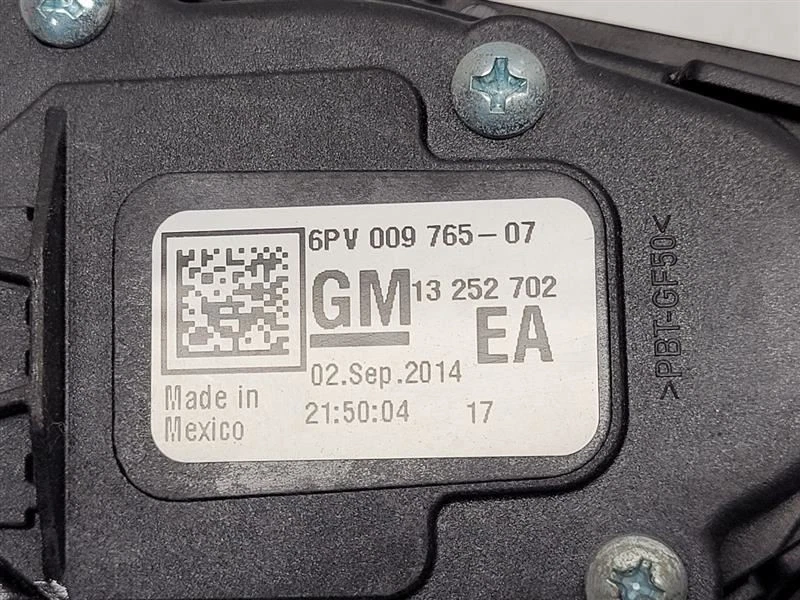 6PV 009 765-07
GM 13 252 702
EA
02.Sep.2014
Made in
Mexico
21:50:04 17
>PBT-GF50<